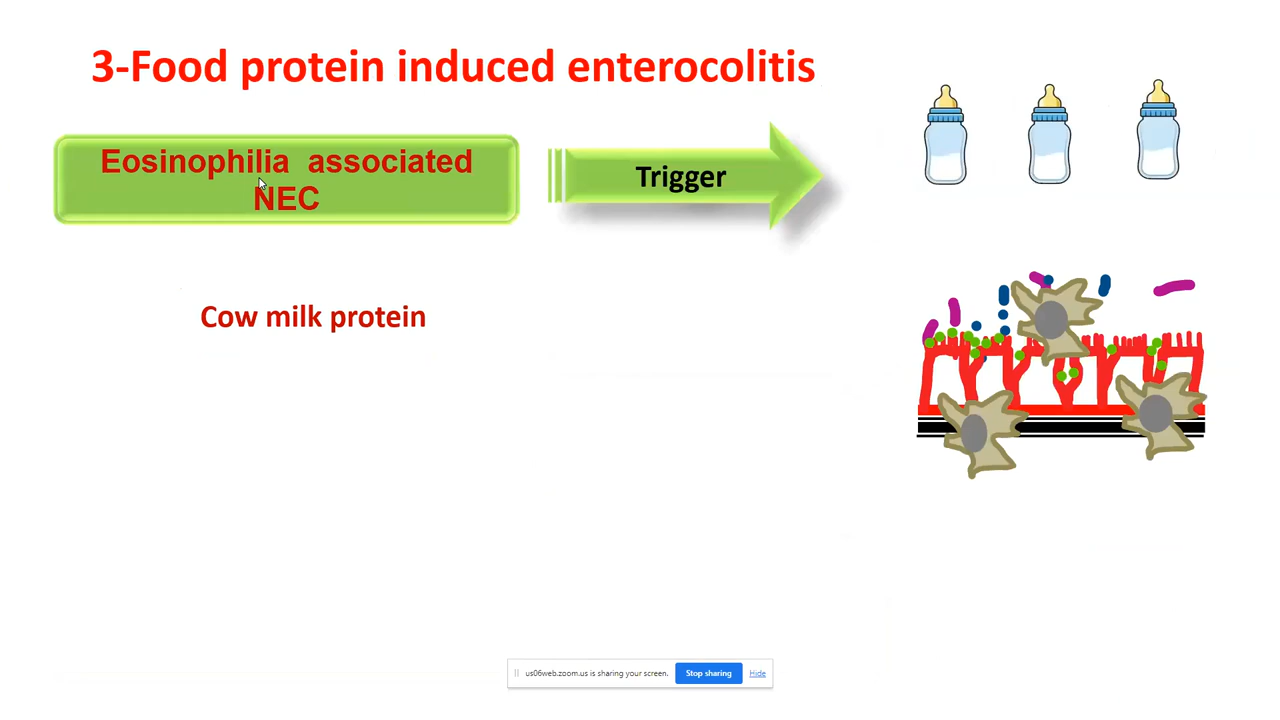 3-Food protein induced enterocolitis
Eosinophilia associated
NEC
Trigger
Cow milk protein
us06web.zoom.us is sharing your screen.
Stop sharing
Hide